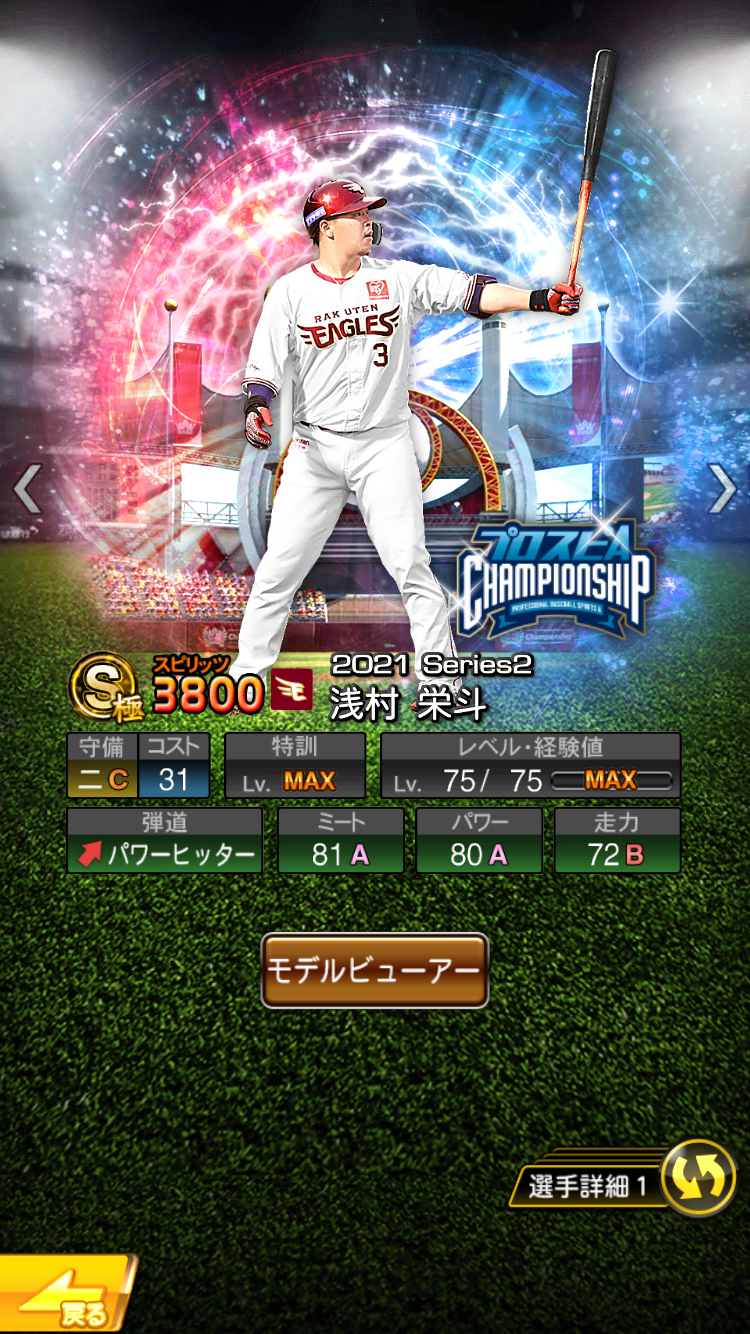 RAKUTEN
EAGLES
3
プロスピA
CHAMPIONSHIP
PROFESSIONAL BASEBALL SPIRITS A
S極 スピリッツ 3800 2021 Series2
浅村 栄斗
守備 コスト 特訓 レベル・経験値
二 C 31 Lv. MAX Lv. 75/ 75 MAX
弾道 ミート パワー 走力
パワーヒッター 81 A 80 A 72 B
モデルビューアー
選手詳細 1
戻る